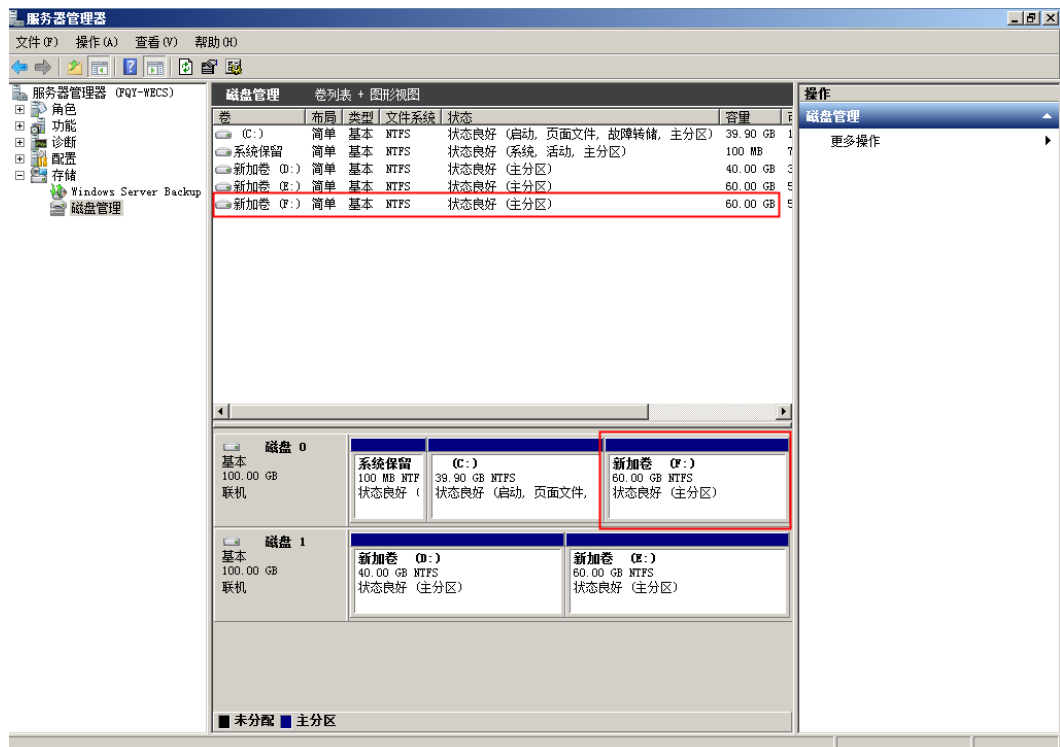 服务器管理器
文件(F) 操作(A) 查看(V) 帮助(H)
服务器管理器 (FQY-WECS)
角色
功能
诊断
配置
存储
Windows Server Backup
磁盘管理
磁盘管理 卷列表 + 图形视图
卷 布局 类型 文件系统 状态 容量
(C:) 简单 基本 NTFS 状态良好 (启动, 页面文件, 故障转储, 主分区) 39.90 GB 1
系统保留 简单 基本 NTFS 状态良好 (系统, 活动, 主分区) 100 MB 7
新加卷 (D:) 简单 基本 NTFS 状态良好 (主分区) 40.00 GB 3
新加卷 (E:) 简单 基本 NTFS 状态良好 (主分区) 60.00 GB 5
新加卷 (F:) 简单 基本 NTFS 状态良好 (主分区) 60.00 GB 5
磁盘 0
基本
100.00 GB
联机
系统保留
100 MB NTF
状态良好 (
(C:)
39.90 GB NTFS
状态良好 (启动, 页面文件,
新加卷 (F:)
60.00 GB NTFS
状态良好 (主分区)
磁盘 1
基本
100.00 GB
联机
新加卷 (D:)
40.00 GB NTFS
状态良好 (主分区)
新加卷 (E:)
60.00 GB NTFS
状态良好 (主分区)
未分配 主分区
操作
磁盘管理
更多操作